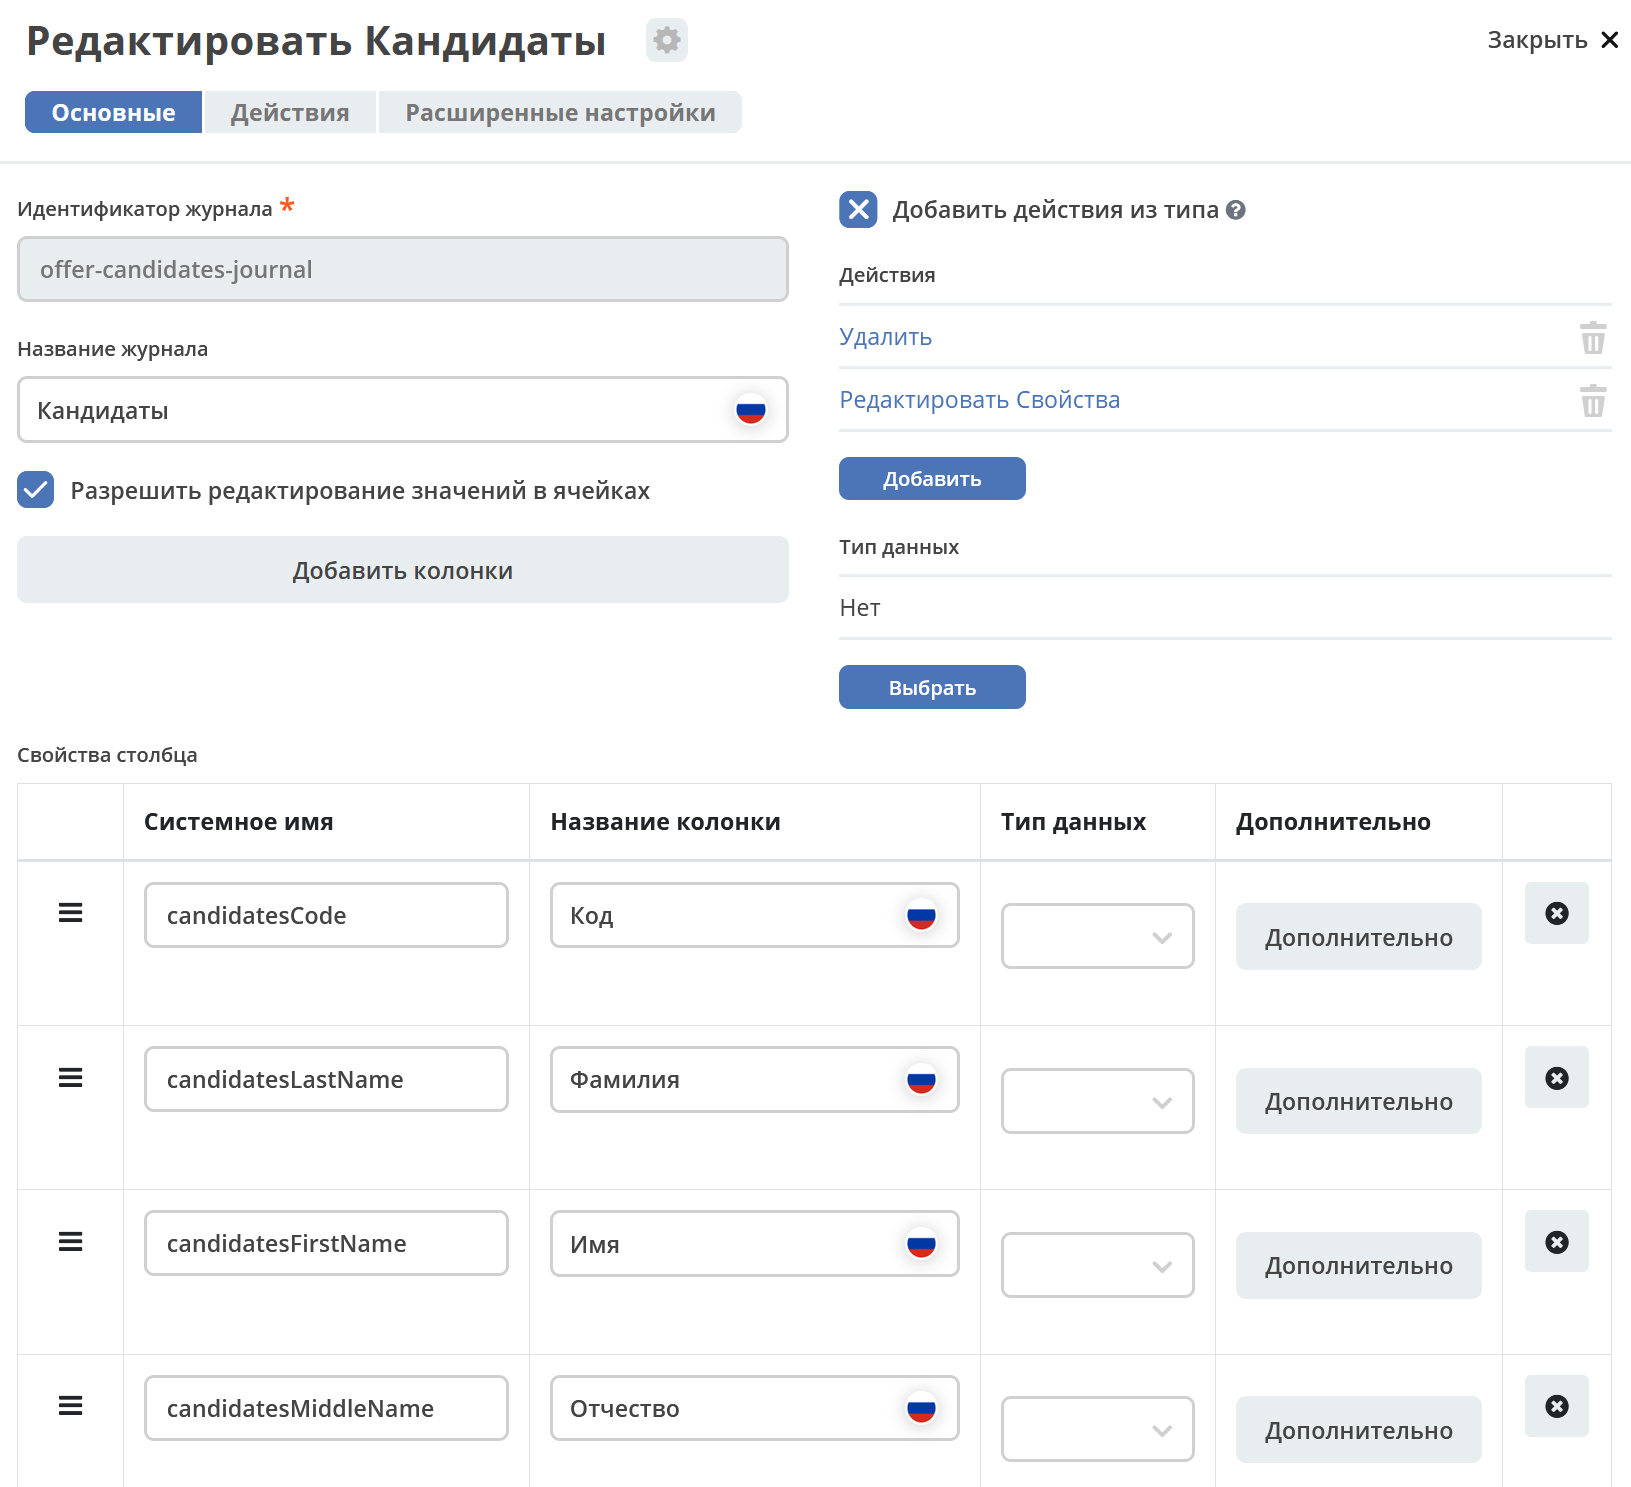 Редактировать Кандидаты
Закрыть
Основные
Действия
Расширенные настройки
Идентификатор журнала *
offer-candidates-journal
Название журнала
Кандидаты
Разрешить редактирование значений в ячейках
Добавить колонки
Добавить действия из типа
Действия
Удалить
Редактировать Свойства
Добавить
Тип данных
Нет
Выбрать
Свойства столбца
Системное имя
Название колонки
Тип данных
Дополнительно
candidatesCode
Код
Дополнительно
candidatesLastName
Фамилия
Дополнительно
candidatesFirstName
Имя
Дополнительно
candidatesMiddleName
Отчество
Дополнительно